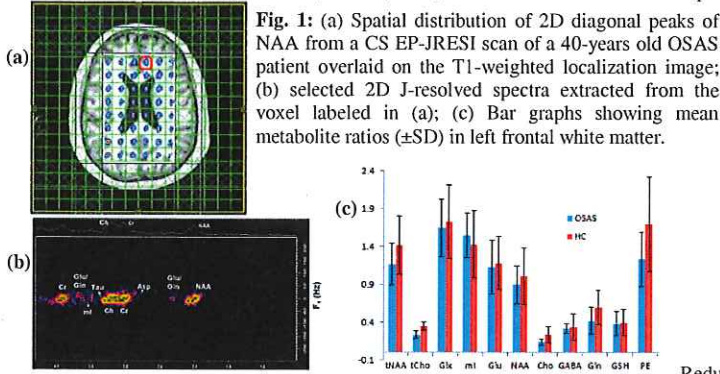 Fig. 1: (a) Spatial distribution of 2D diagonal peaks of
NAA from a CS EP-JRESI scan of a 40-years old OSAS
patient overlaid on the T1-weighted localization image;
(b) selected 2D J-resolved spectra extracted from the
voxel labeled in (a); (c) Bar graphs showing mean
metabolite ratios (±SD) in left frontal white matter.
(a)
(b)
Ch Cr NAA
Cr
Glu/
Gln
mI
Tau
Ch Cr
Asp
Glu/
Gln
NAA
(Hz)
(c)
2.4
1.9
1.4
0.9
0.4
-0.1
OSAS
HC
tNAA tCho Glx mI Glu NAA Cho GABA Gln GSH PE
Redu